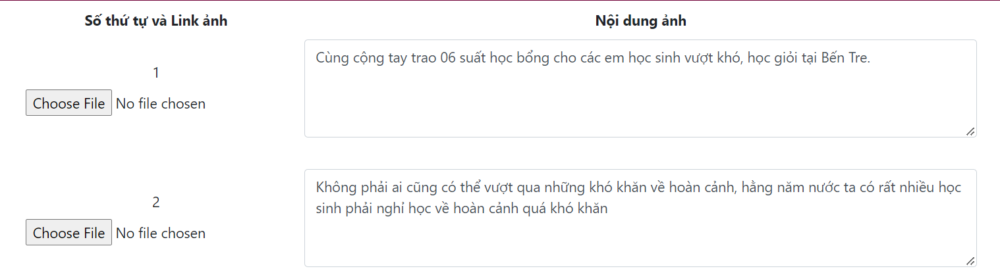 Số thứ tự và Link ảnh
Nội dung ảnh
1
Choose File No file chosen
Cùng cộng tay trao 06 suất học bổng cho các em học sinh vượt khó, học giỏi tại Bến Tre.
2
Choose File No file chosen
Không phải ai cũng có thể vượt qua những khó khăn về hoàn cảnh, hằng năm nước ta có rất nhiều học
sinh phải nghỉ học về hoàn cảnh quá khó khăn